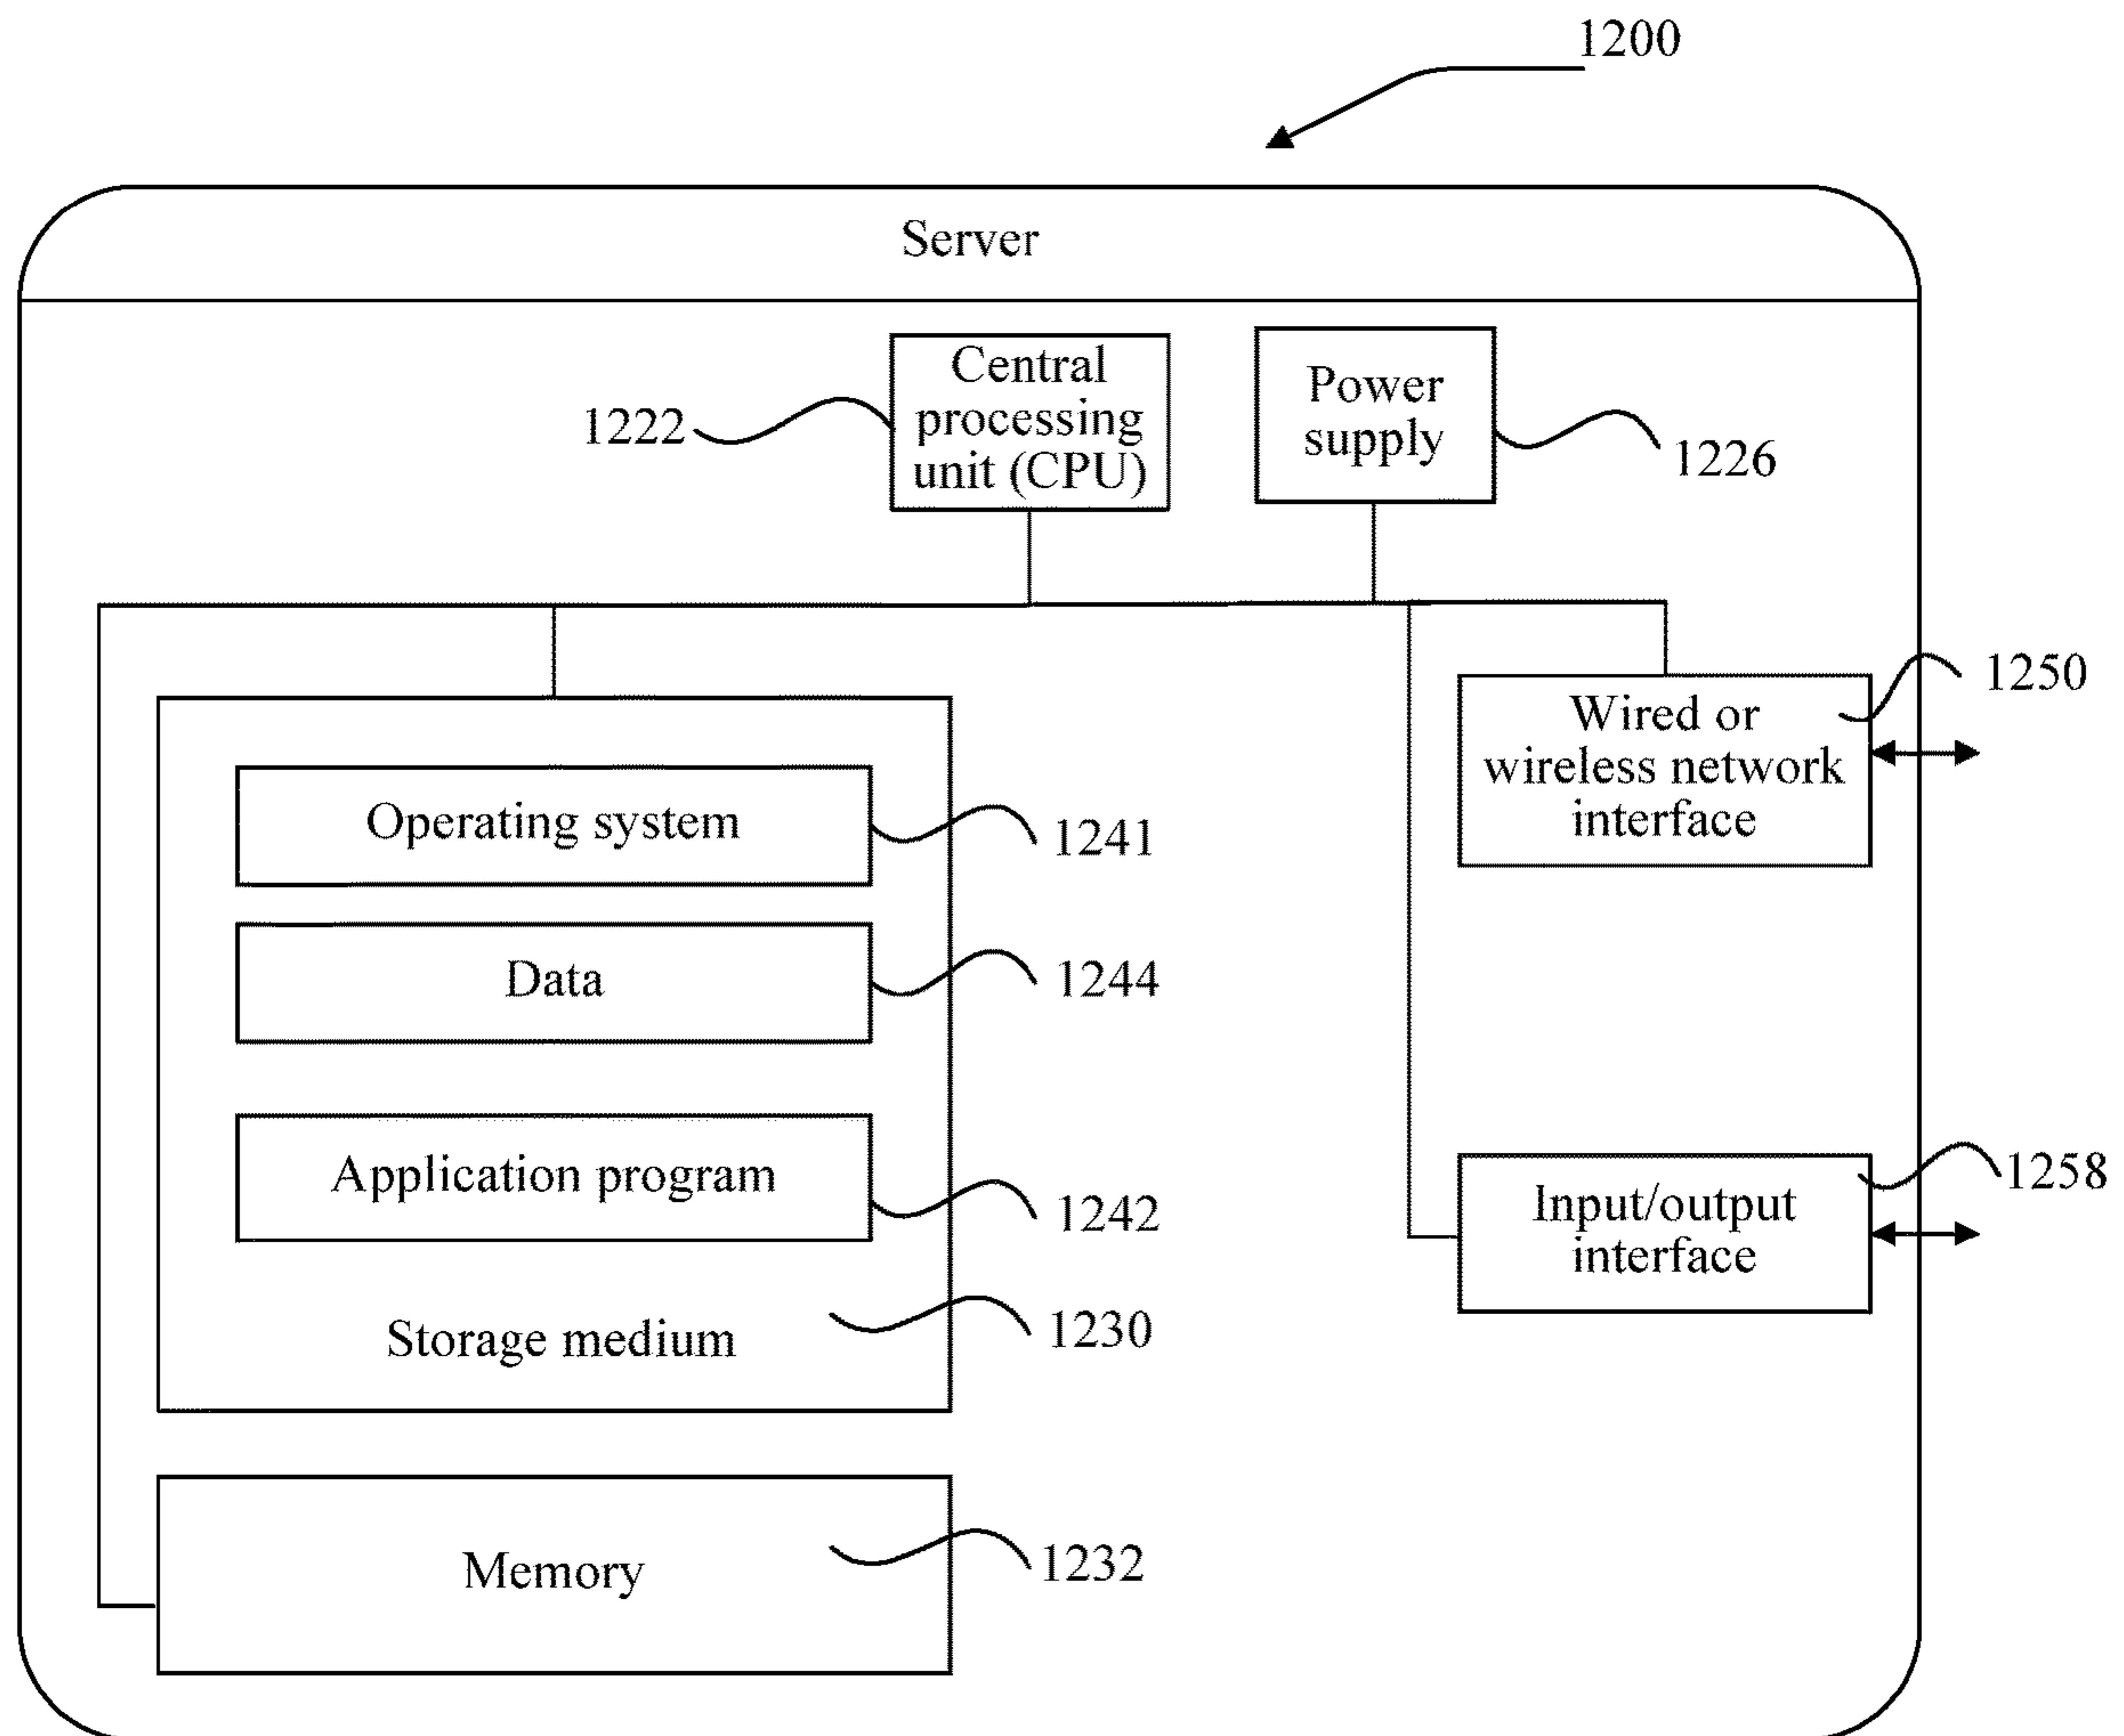 1200
Server
Central
processing
unit (CPU)
1222
Power
supply
1226
Wired or
wireless network
interface
1250
Operating system
1241
Data
1244
Application program
1242
Storage medium
1230
Input/output
interface
1258
Memory
1232